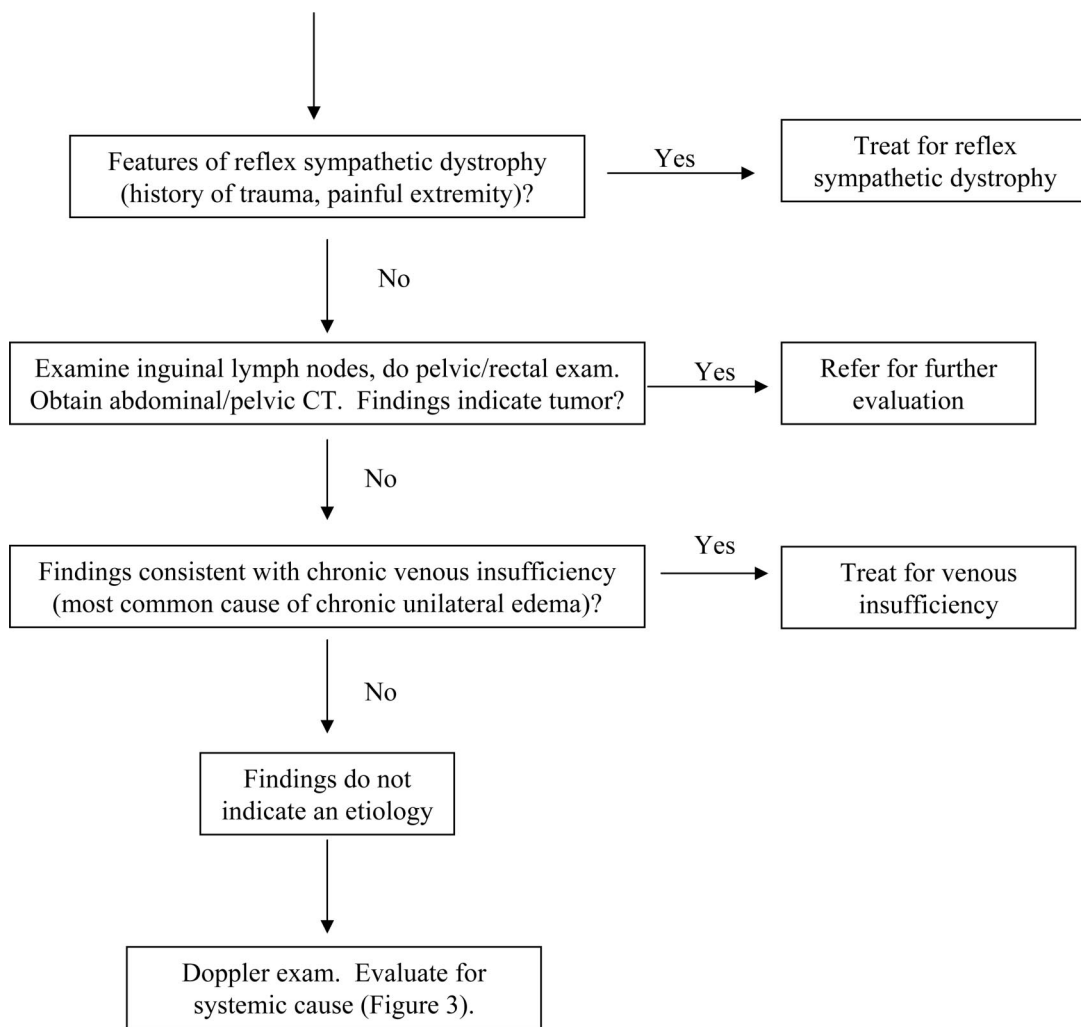 Features of reflex sympathetic dystrophy
(history of trauma, painful extremity)?
Yes
Treat for reflex
sympathetic dystrophy
No
Examine inguinal lymph nodes, do pelvic/rectal exam.
Obtain abdominal/pelvic CT.  Findings indicate tumor?
Yes
Refer for further
evaluation
No
Findings consistent with chronic venous insufficiency
(most common cause of chronic unilateral edema)?
Yes
Treat for venous
insufficiency
No
Findings do not
indicate an etiology
Doppler exam.  Evaluate for
systemic cause (Figure 3).